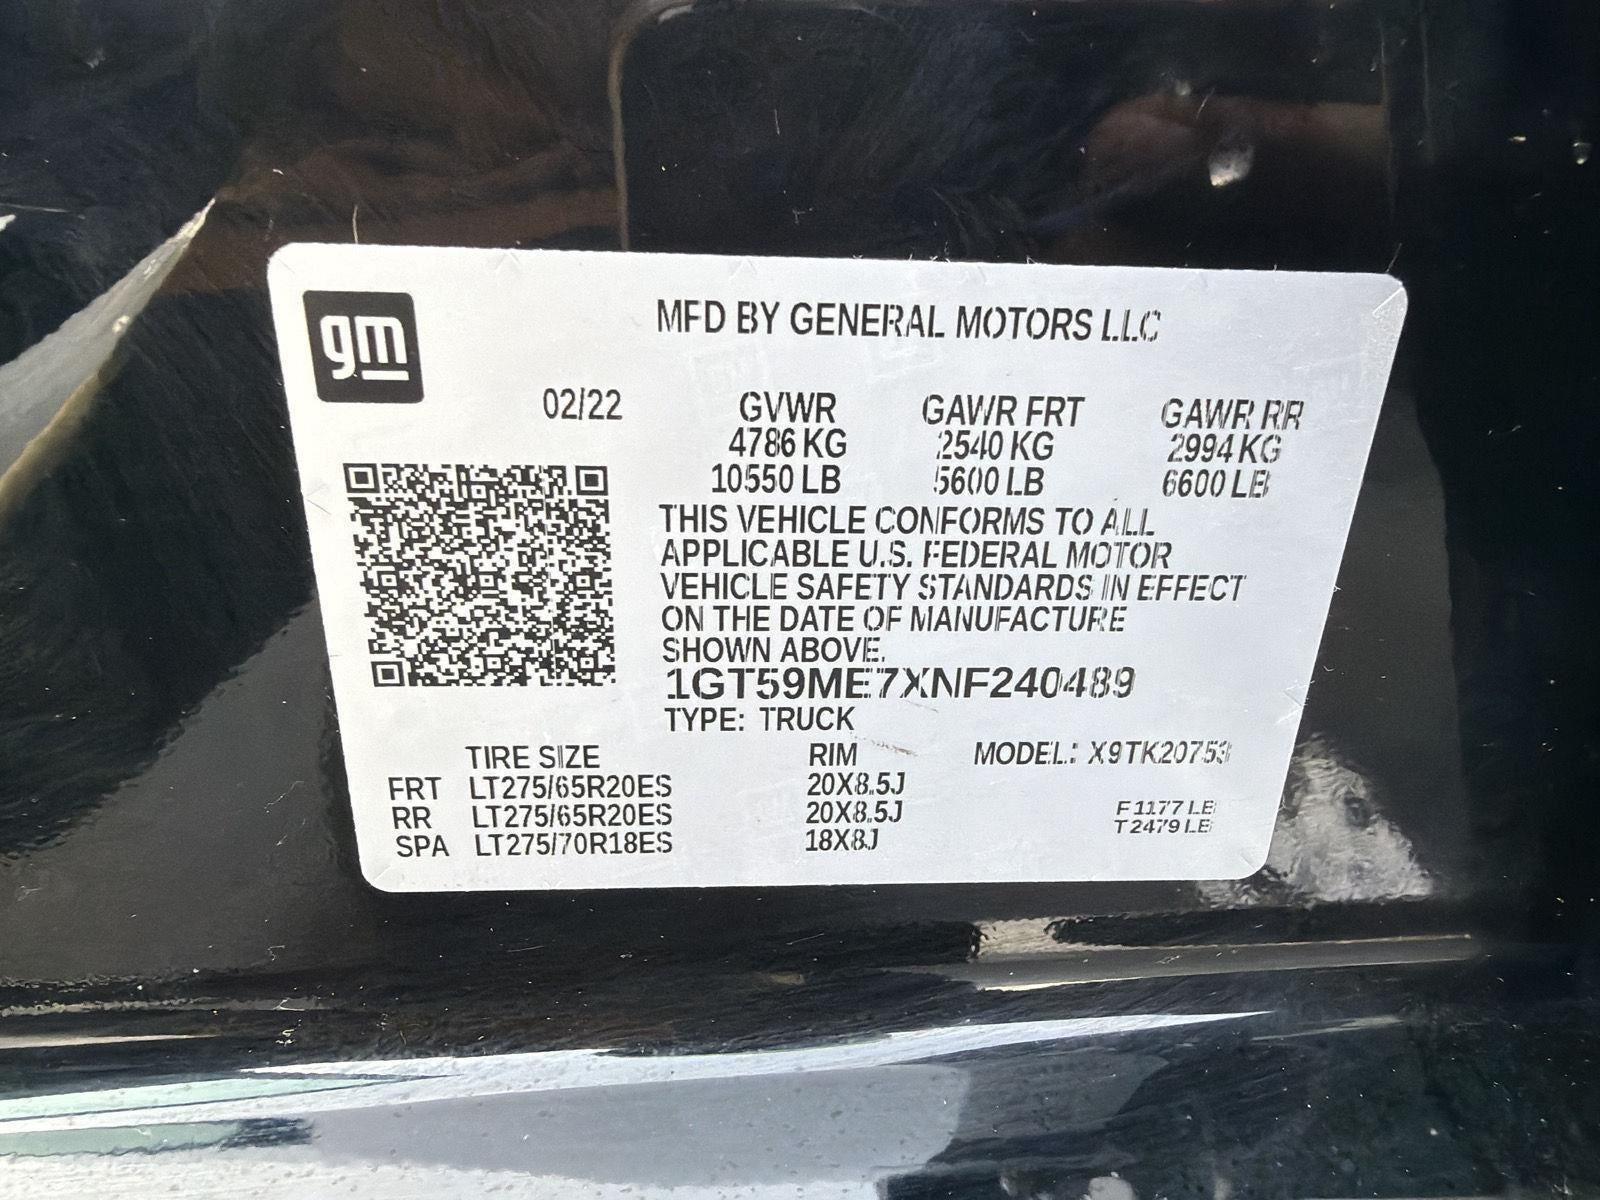 gm
MFD BY GENERAL MOTORS LLC
02/22 GVWR GAWR FRT GAWR RR
4786 KG 2540 KG 2994 KG
10550 LB 5600 LB 6600 LB
THIS VEHICLE CONFORMS TO ALL
APPLICABLE U.S. FEDERAL MOTOR
VEHICLE SAFETY STANDARDS IN EFFECT
ON THE DATE OF MANUFACTURE
SHOWN ABOVE.
1GT59ME7XNF240489
TYPE: TRUCK
TIRE SIZE RIM MODEL: X9TK20753
FRT LT275/65R20ES 20X8.5J
RR LT275/65R20ES 20X8.5J
SPA LT275/70R18ES 18X8J
F 1177 LB
T 2479 LB